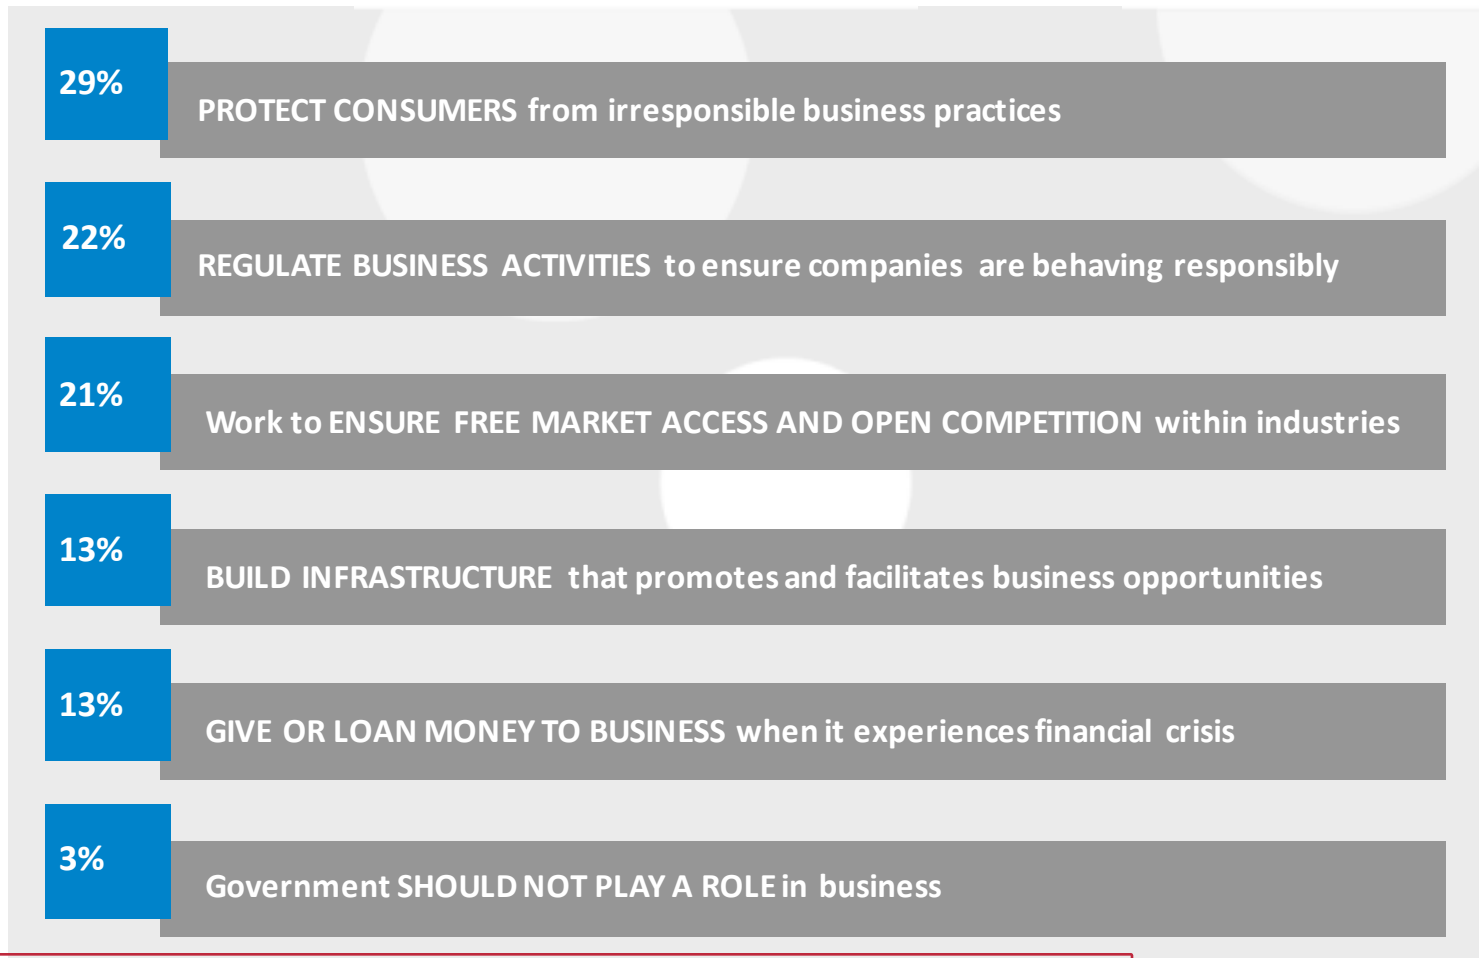 29%
PROTECT CONSUMERS from irresponsible business practices
22%
REGULATE BUSINESS ACTIVITIES to ensure companies are behaving responsibly
21%
Work to ENSURE FREE MARKET ACCESS AND OPEN COMPETITION within industries
13%
BUILD INFRASTRUCTURE that promotes and facilitates business opportunities
13%
GIVE OR LOAN MONEY TO BUSINESS when it experiences financial crisis
3%
Government SHOULD NOT PLAY A ROLE in business